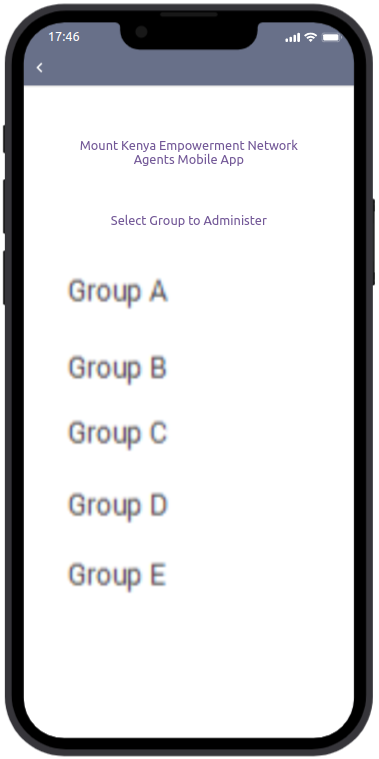 17:46
Mount Kenya Empowerment Network
Agents Mobile App
Select Group to Administer
Group A
Group B
Group C
Group D
Group E